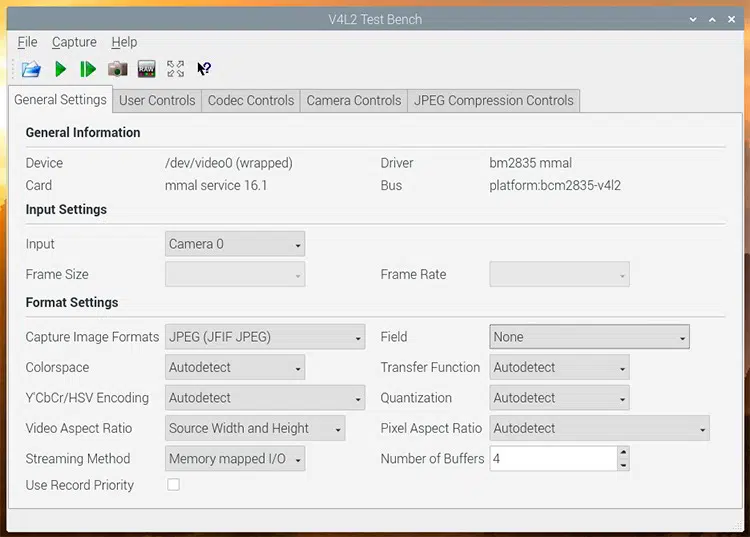 V4L2 Test Bench
File Capture Help
RAW
General Settings User Controls Codec Controls Camera Controls JPEG Compression Controls
General Information
Device /dev/video0 (wrapped) Driver bm2835 mmal
Card mmal service 16.1 Bus platform:bcm2835-v4l2
Input Settings
Input Camera 0
Frame Size Frame Rate
Format Settings
Capture Image Formats JPEG (JFIF JPEG) Field None
Colorspace Autodetect Transfer Function Autodetect
Y'CbCr/HSV Encoding Autodetect Quantization Autodetect
Video Aspect Ratio Source Width and Height Pixel Aspect Ratio Autodetect
Streaming Method Memory mapped I/O Number of Buffers 4
Use Record Priority